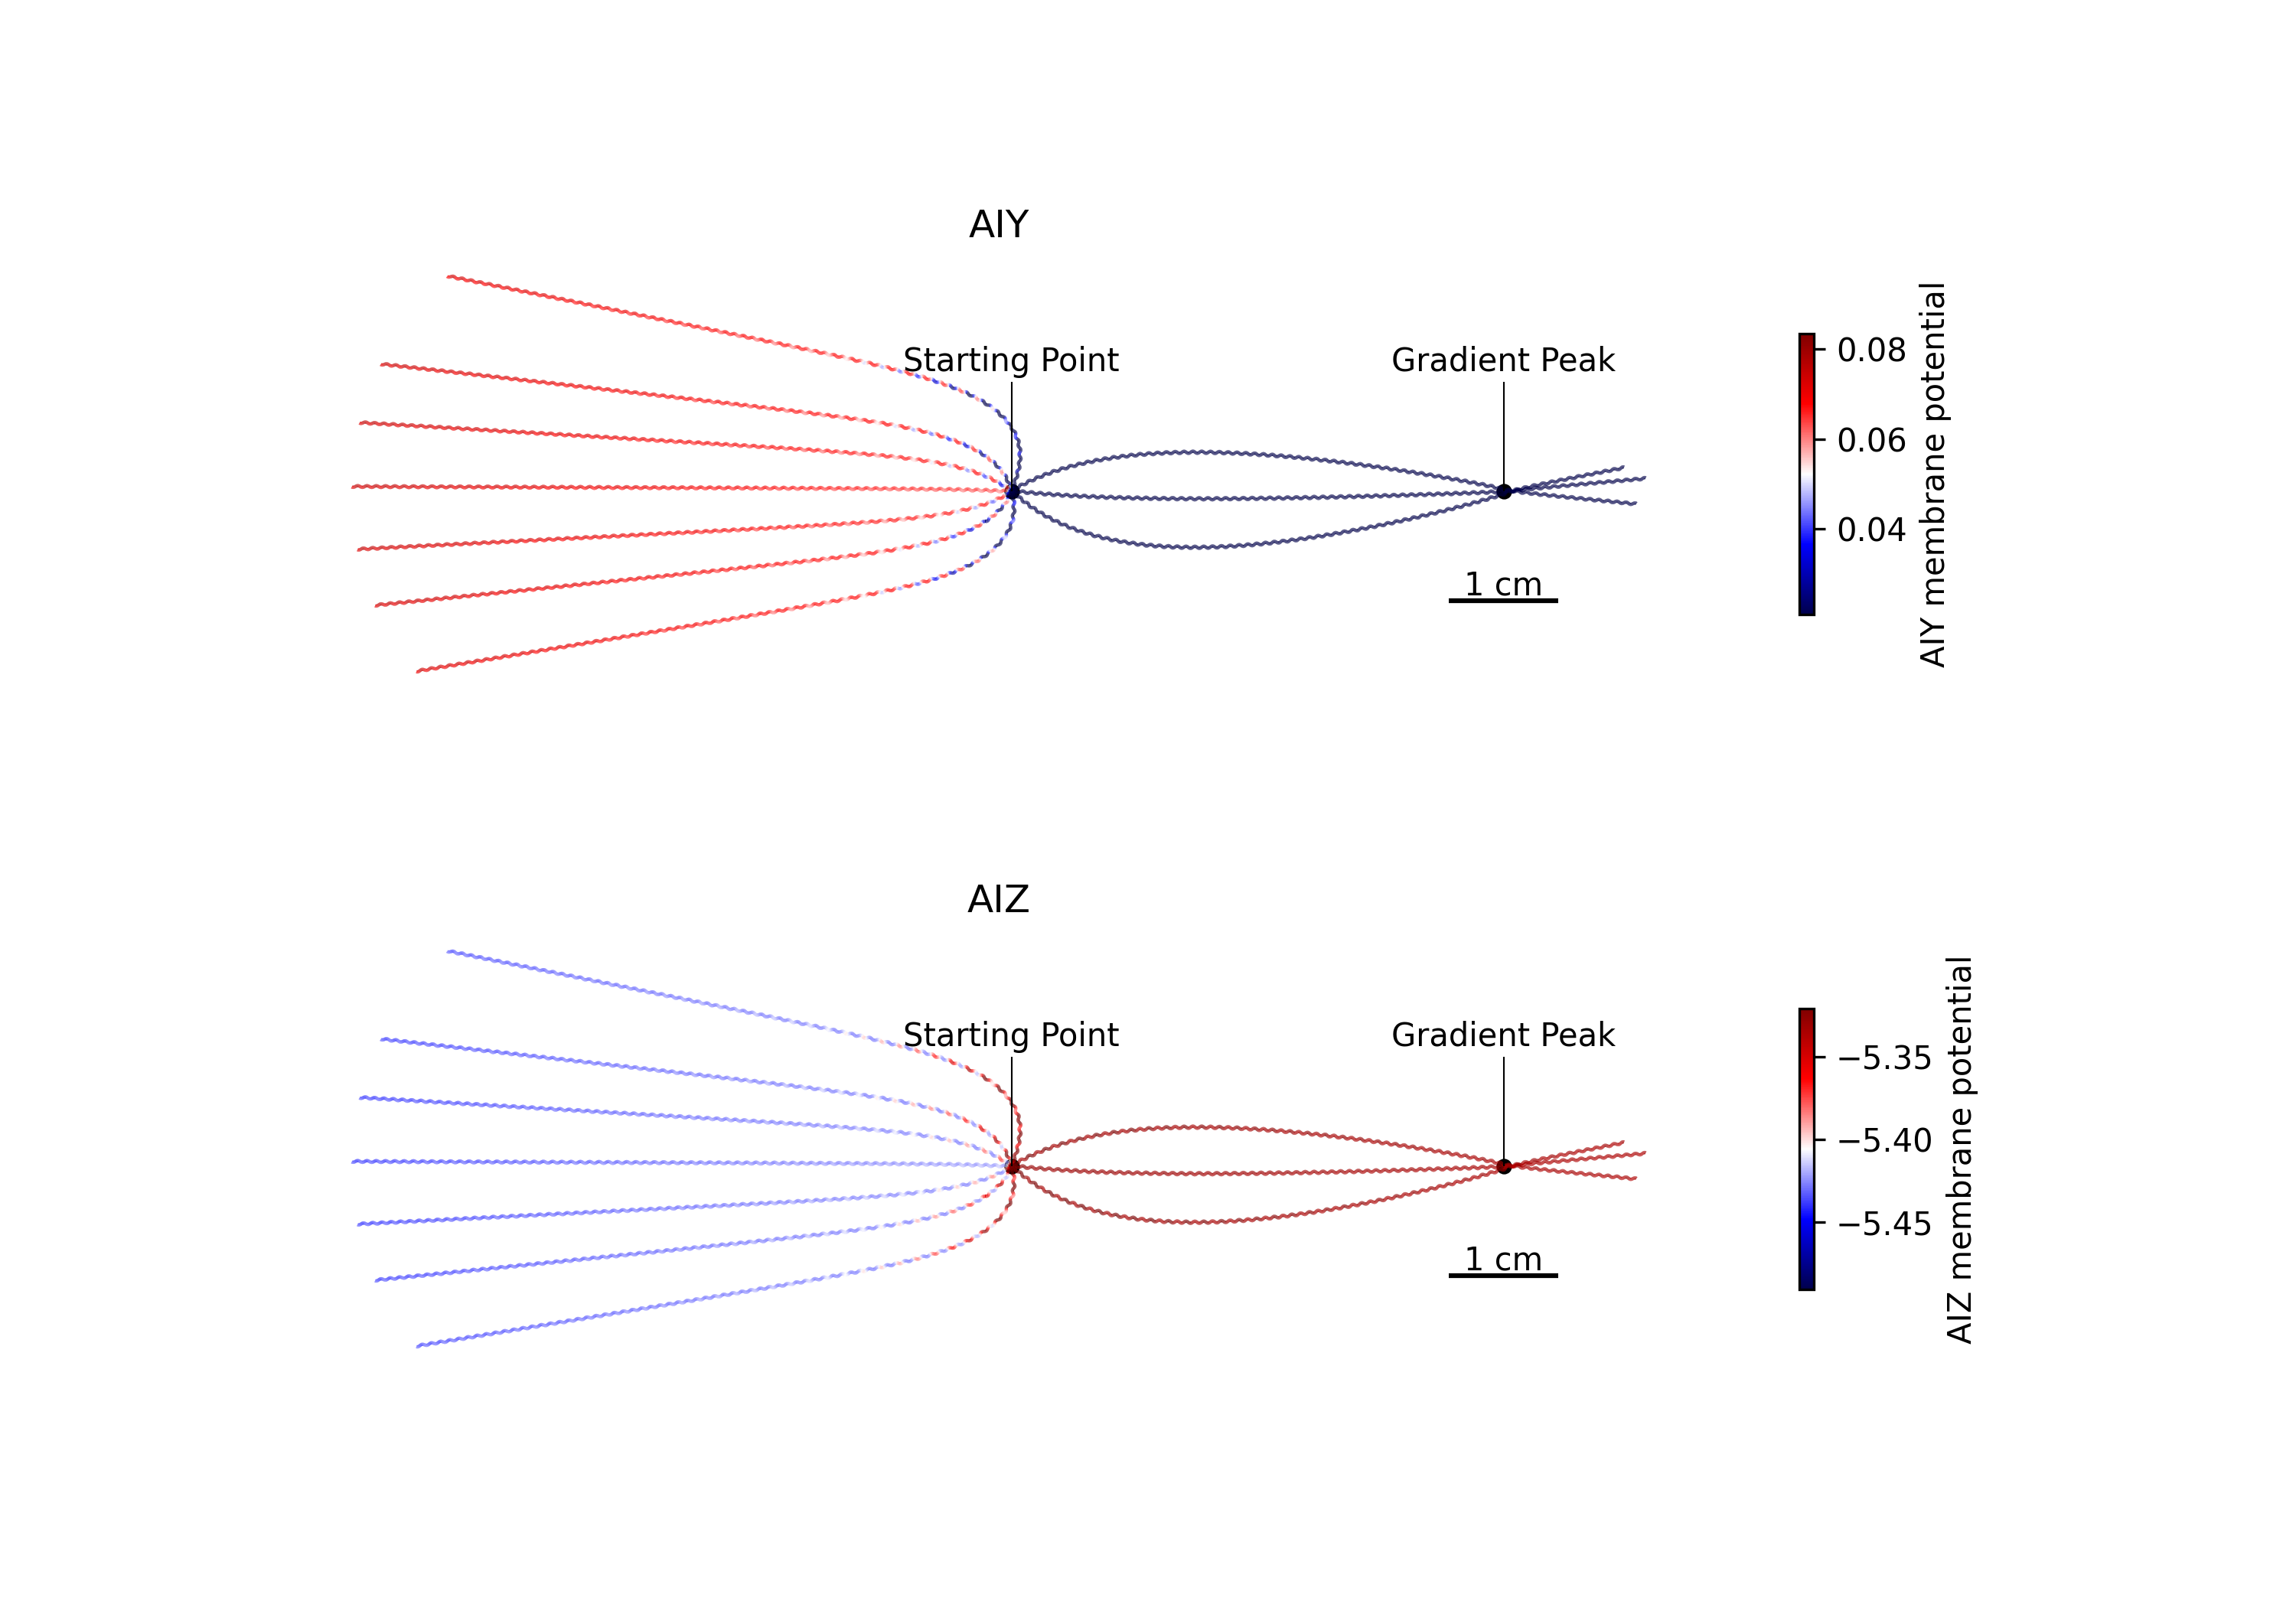 AIY
Starting Point
Gradient Peak
1 cm
0.08
0.06
0.04
AIY membrane potential
AIZ
Starting Point
Gradient Peak
1 cm
−5.35
−5.40
−5.45
AIZ membrane potential